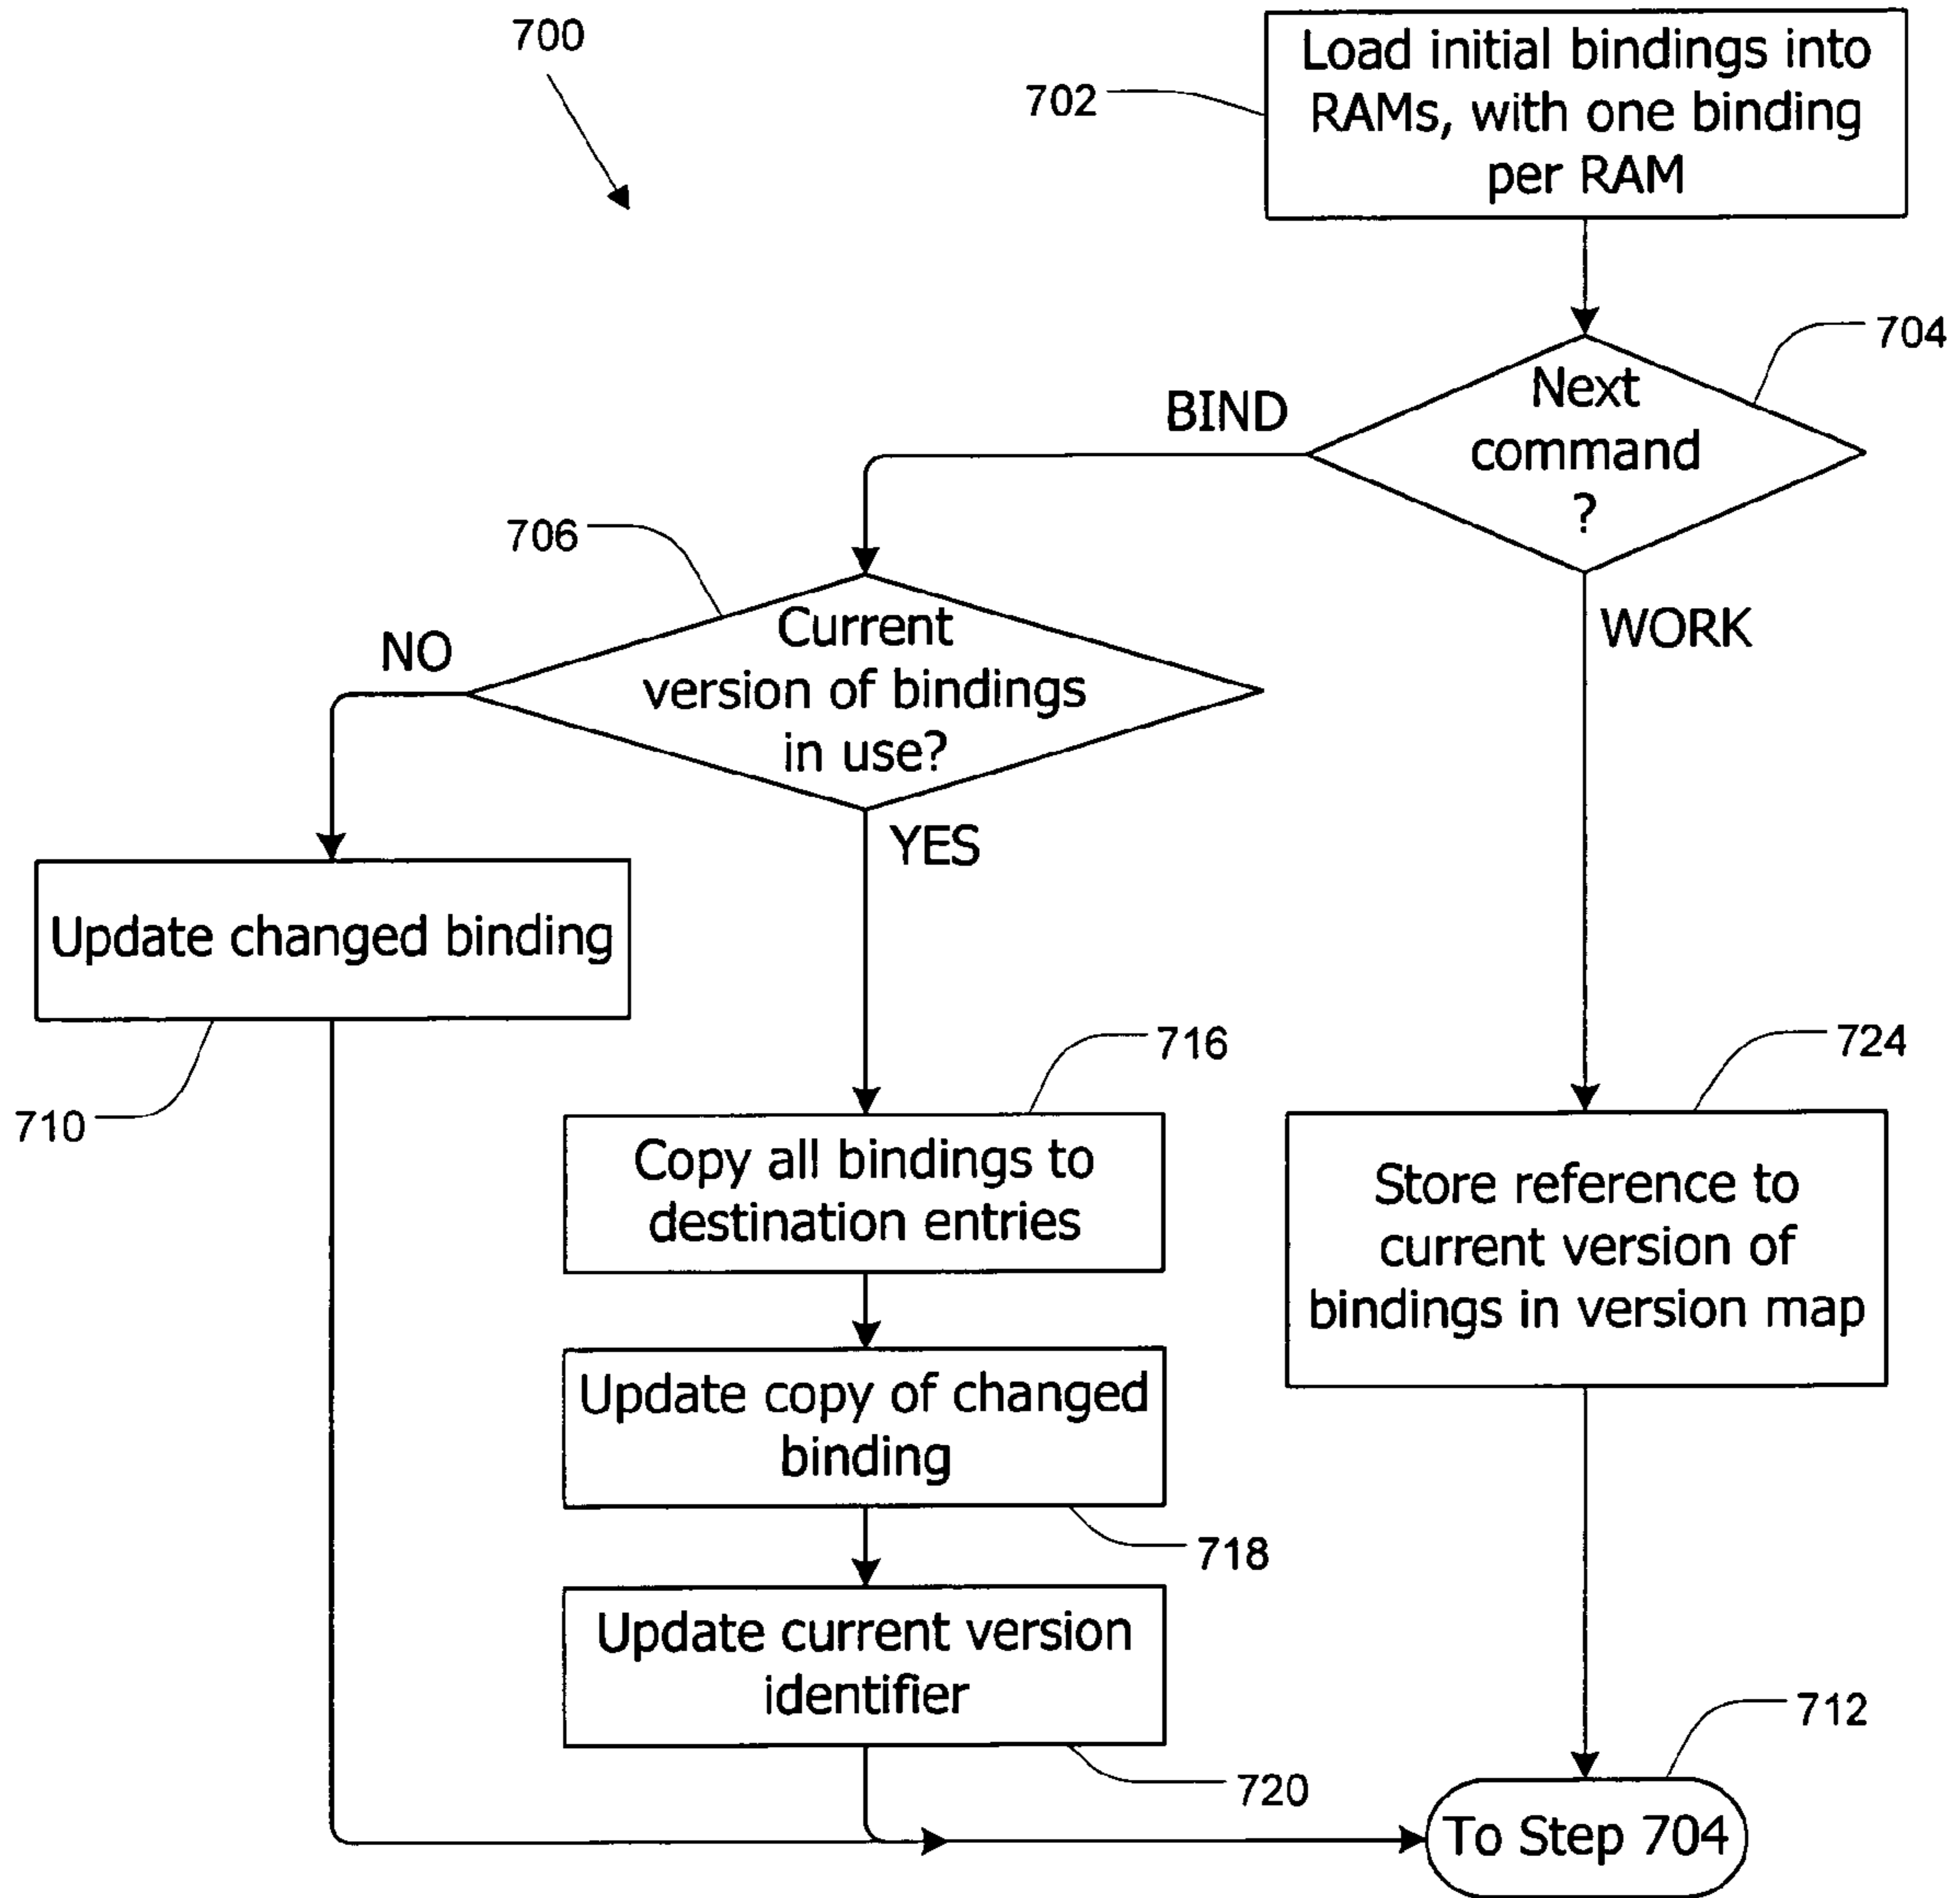 700
Load initial bindings into
RAMs, with one binding
per RAM
702
704
Next
command
?
BIND
WORK
706
Current
version of bindings
in use?
NO
YES
Update changed binding
710
716
Copy all bindings to
destination entries
724
Store reference to
current version of
bindings in version map
Update copy of changed
binding
718
Update current version
identifier
720
712
To Step 704